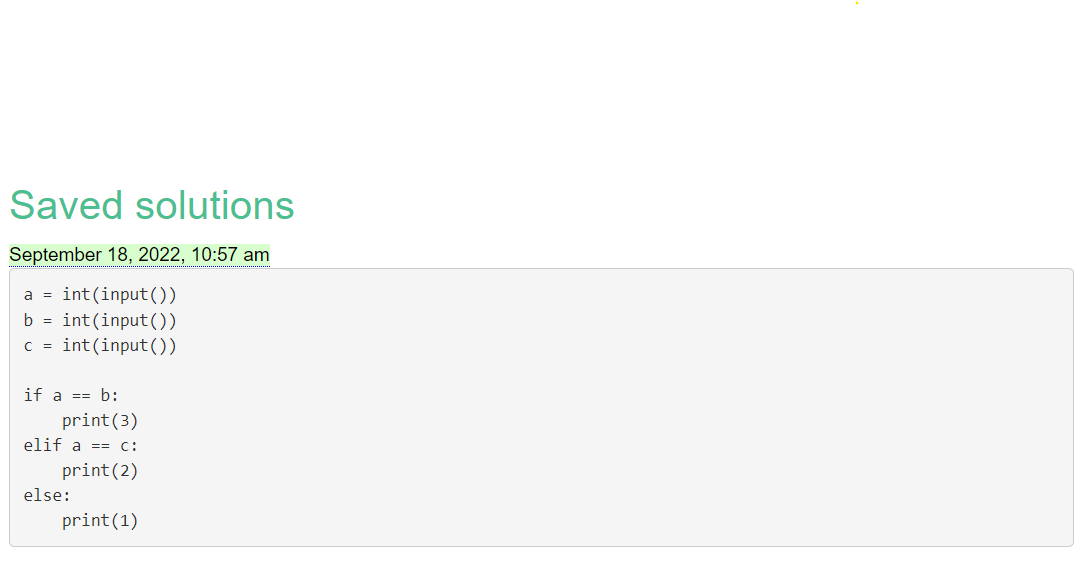 Saved solutions
September 18, 2022, 10:57 am
a = int(input())
b = int(input())
c = int(input())

if a == b:
    print(3)
elif a == c:
    print(2)
else:
    print(1)